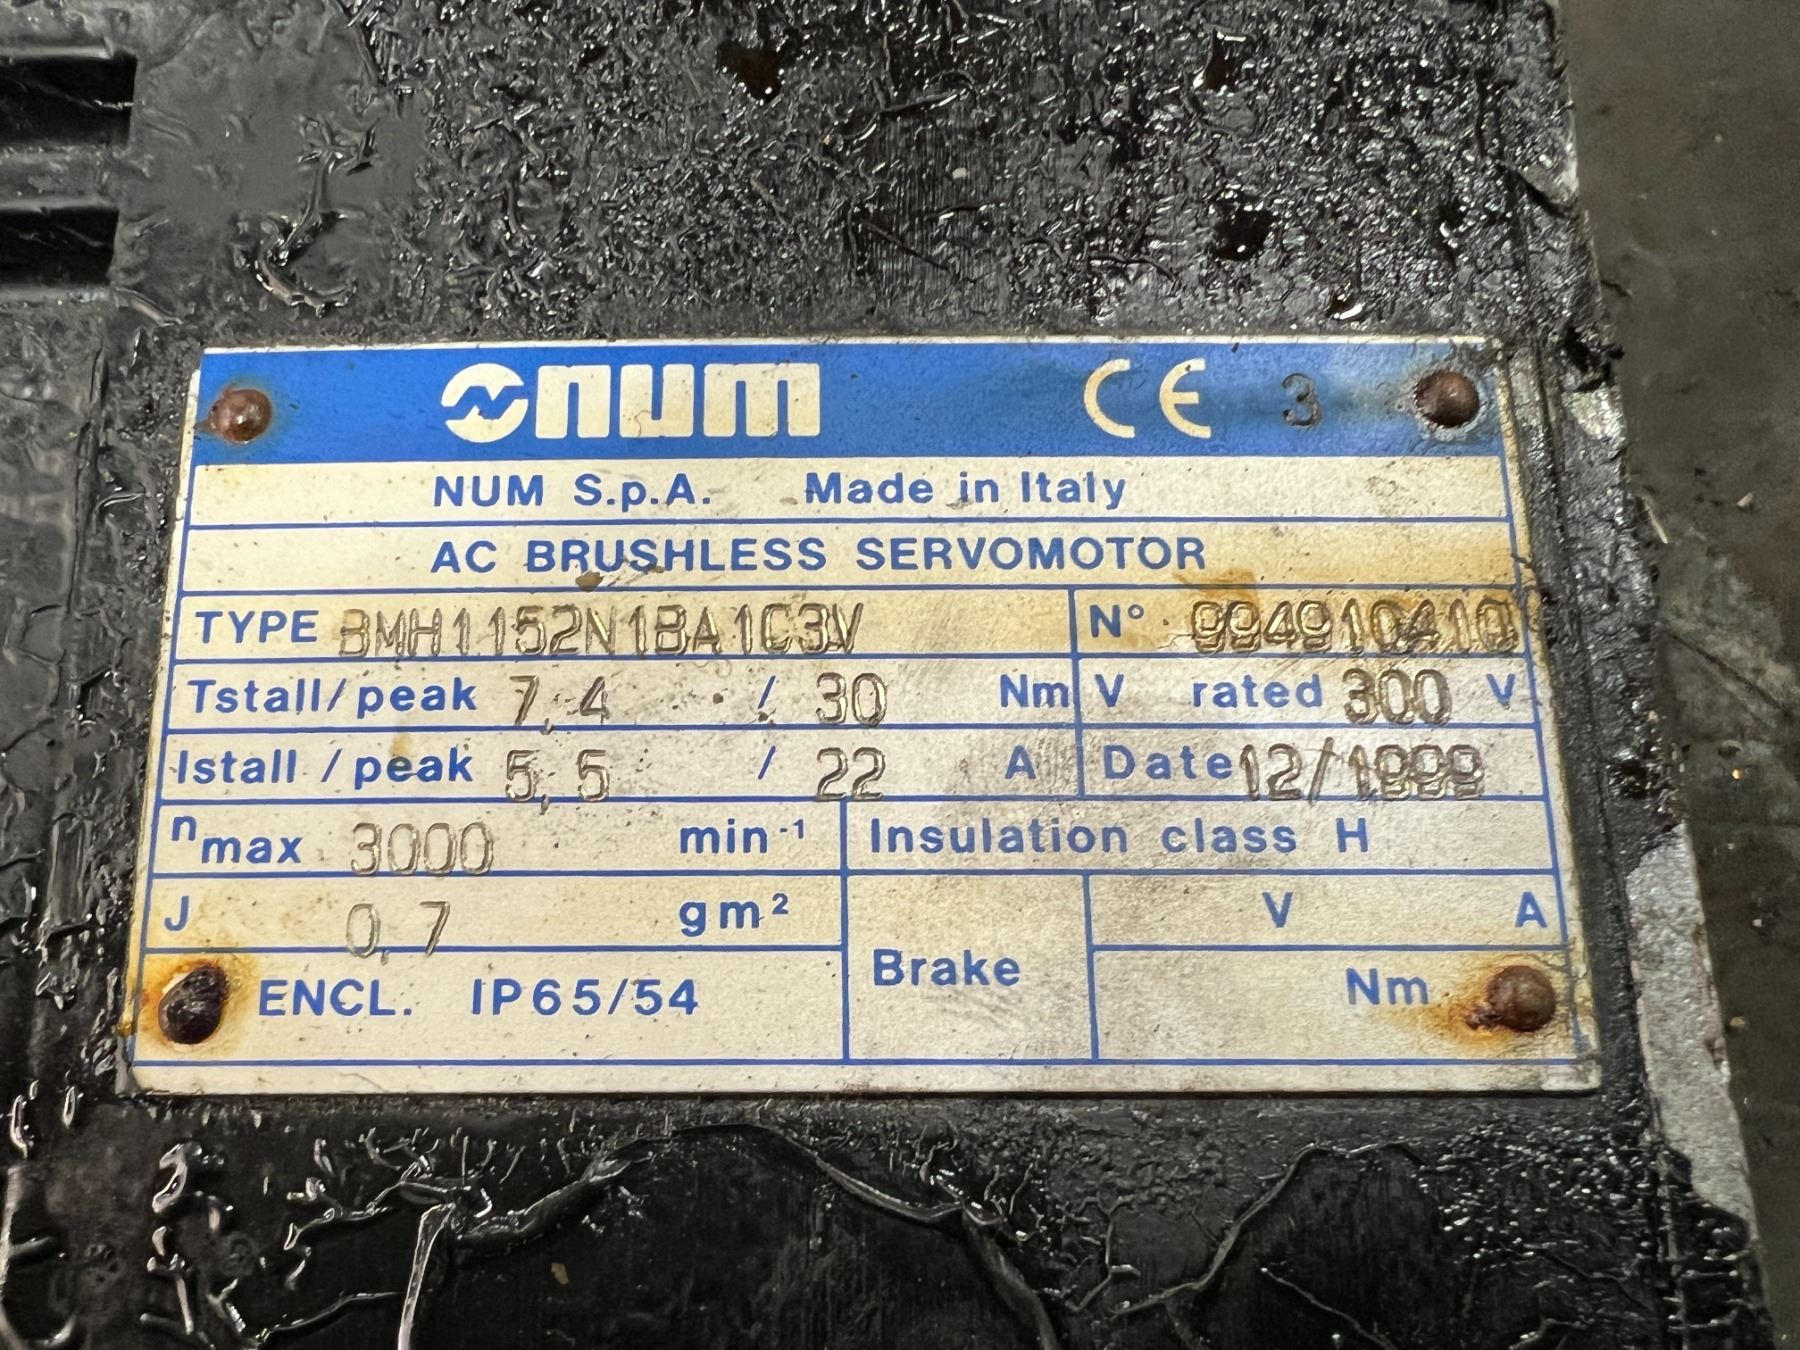 num CE 3
NUM S.p.A. Made in Italy
AC BRUSHLESS SERVOMOTOR
TYPE BMH1152N1BA1C3V N° 994910410
Tstall/peak 7,4 / 30 Nm V rated 300 V
Istall / peak 5,5 / 22 A Date 12/1999
nmax 3000 min-1 Insulation class H
J 0,7 gm² V A
Brake
ENCL. IP65/54 Nm